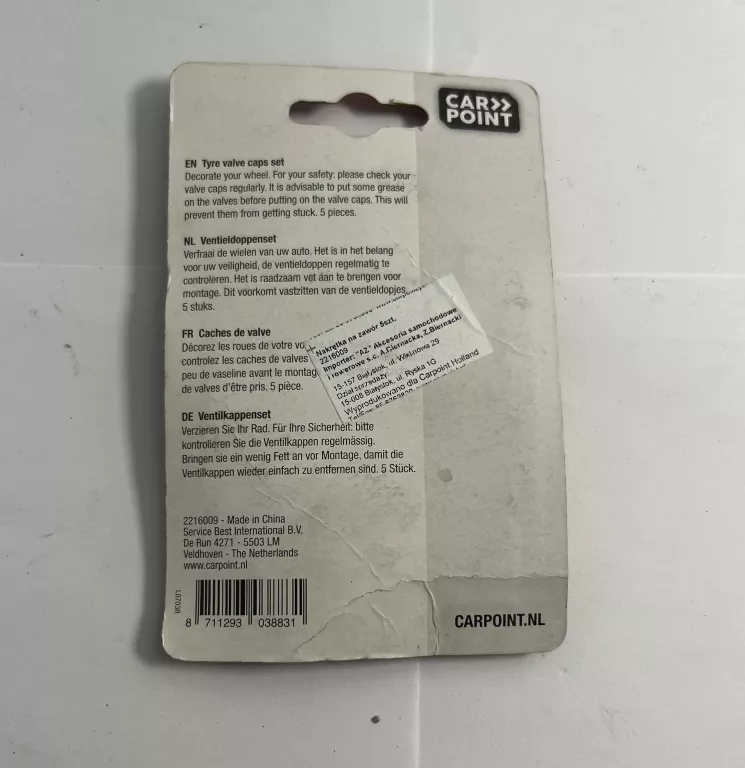 CAR>>
POINT
EN Tyre valve caps set
Decorate your wheel. For your safety: please check your
valve caps regularly. It is advisable to put some grease
on the valves before putting on the valve caps. This will
prevent them from getting stuck. 5 pieces.
NL Ventieldoppenset
Verfraai de wielen van uw auto. Het is in het belang
voor uw veiligheid, de ventieldoppen regelmatig te
controleren. Het is raadzaam vet aan te brengen voor
montage. Dit voorkomt vastzitten van de ventieldopjes.
5 stuks.
FR Caches de valve
Décorez les roues de votre
controlez les caches de valves
peu de vaseline avant le montag
de valves d'être pris. 5 pièce.
Nakrętka na zawór 5szt.
2216009
Importer: "AZ" Akcesoria samochodowe
i rowerowe s.c. A.Biernacka, Z.Biernacki
15-157 Białystok, ul. Wiklinowa 29
Dział sprzedaży:
15-008 Białystok, ul. Ryska 1G
Wyprodukowano dla Carpoint Holland
DE Ventilkappenset
Verzieren Sie Ihr Rad. Für Ihre Sicherheit: bitte
kontrolieren Sie die Ventilkappen regelmässig.
Bringen sie ein wenig Fett an vor Montage, damit die
Ventilkappen wieder einfach zu entfernen sind. 5 Stück.
2216009 - Made in China
Service Best International B.V.
De Run 4271 - 5503 LM
Veldhoven - The Netherlands
www.carpoint.nl
L0703R
8 711293 038831
CARPOINT.NL